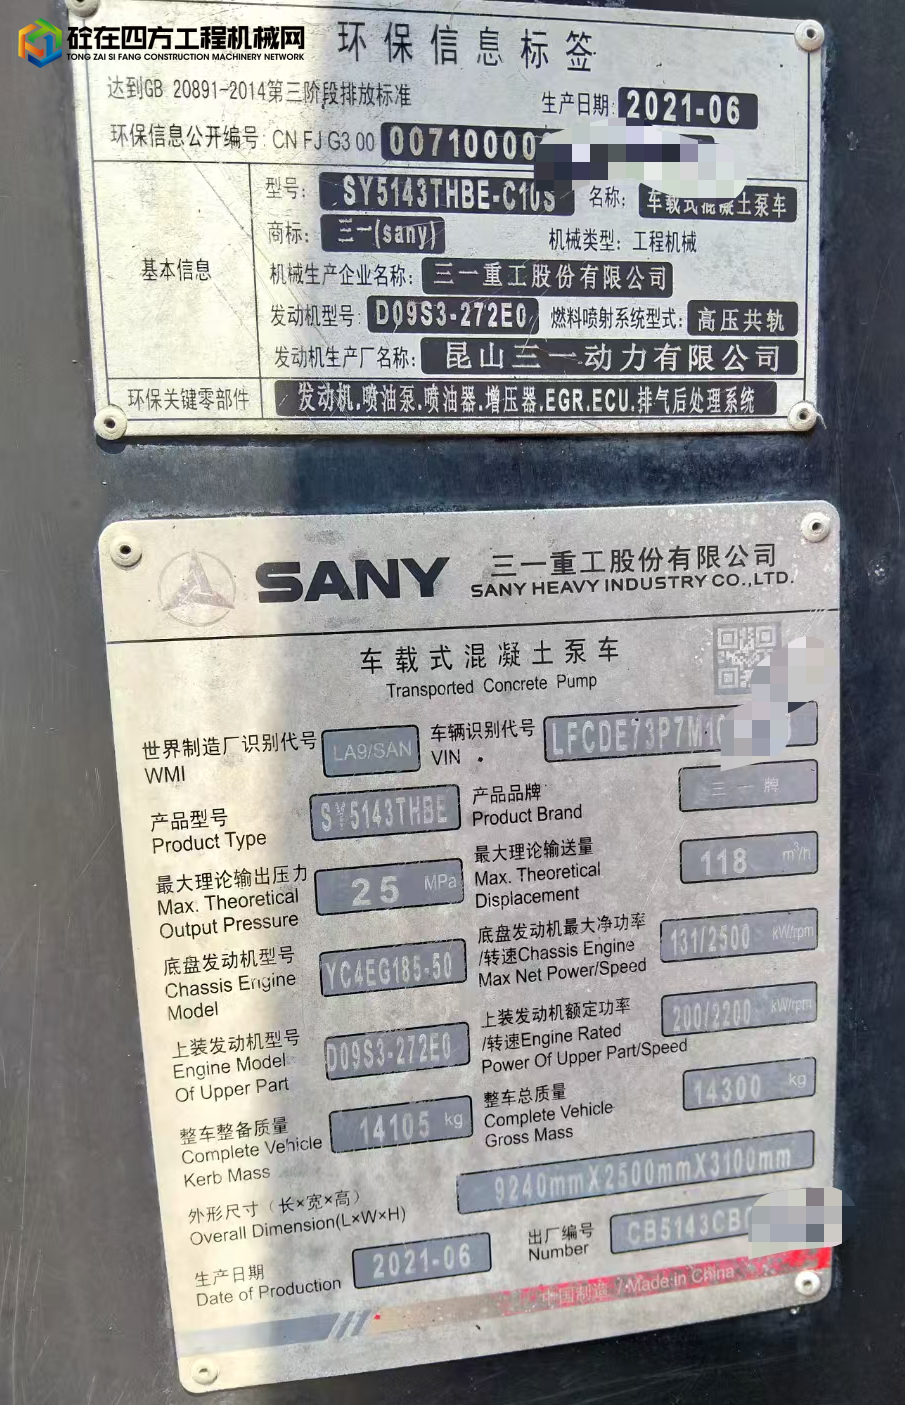 砼在四方工程机械网
TONG ZAI SI FANG CONSTRUCTION MACHINERY NETWORK
环保信息标签
达到GB 20891-2014第三阶段排放标准
生产日期: 2021-06
环保信息公开编号: CN FJ G3 00 00710000
基本信息
型号: SY5143THBE-C10S 名称: 车载式混凝土泵车
商标: 三一(sany) 机械类型: 工程机械
机械生产企业名称: 三一重工股份有限公司
发动机型号: D09S3-272E0 燃料喷射系统型式: 高压共轨
发动机生产厂名称: 昆山三一动力有限公司
环保关键零部件 发动机.喷油泵.喷油器.增压器.EGR.ECU.排气后处理系统
SANY 三一重工股份有限公司
SANY HEAVY INDUSTRY CO.,LTD.
车载式混凝土泵车
Transported Concrete Pump
世界制造厂识别代号
WMI
LA9/SAN
车辆识别代号
VIN
LFCDE73P7M1
产品型号
Product Type
SY5143THBE
产品品牌
Product Brand
三一牌
最大理论输出压力
Max. Theoretical
Output Pressure
25 MPa
最大理论输送量
Max. Theoretical
Displacement
118 m³/h
底盘发动机型号
Chassis Engine
Model
YC4EG185-50
底盘发动机最大净功率
/转速Chassis Engine
Max Net Power/Speed
131/2500 kW/rpm
上装发动机型号
Engine Model
Of Upper Part
D09S3-272E0
上装发动机额定功率
/转速Engine Rated
Power Of Upper Part/Speed
200/2200 kW/rpm
整车整备质量
Complete Vehicle
Kerb Mass
14105 kg
整车总质量
Complete Vehicle
Gross Mass
14300 kg
外形尺寸（长×宽×高）
Overall Dimension(L×W×H)
9240mmX2500mmX3100mm
生产日期
Date of Production
2021-06
出厂编号
Number
CB5143CB
中国制造 / Made in China